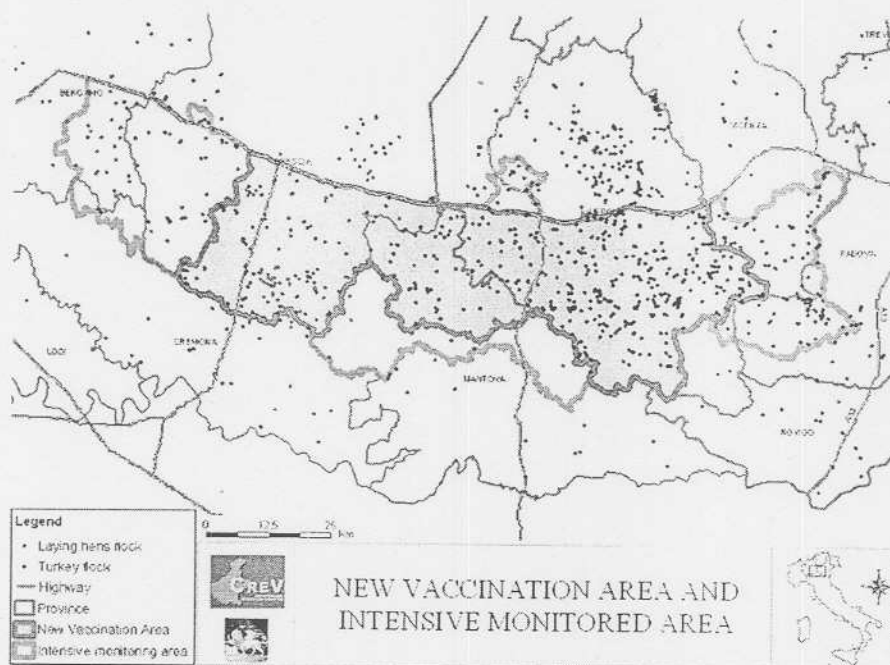 BERGAMO
TREVI
VICENZA
PADOVA
LODI
CREMONA
MANTOVA
ROVIGO
Legend
Laying hens flock
Turkey flock
Highway
Province
New Vaccination Area
Intensive monitoring area
0 12,5 25
Km
CReV
NEW VACCINATION AREA AND
INTENSIVE MONITORED AREA